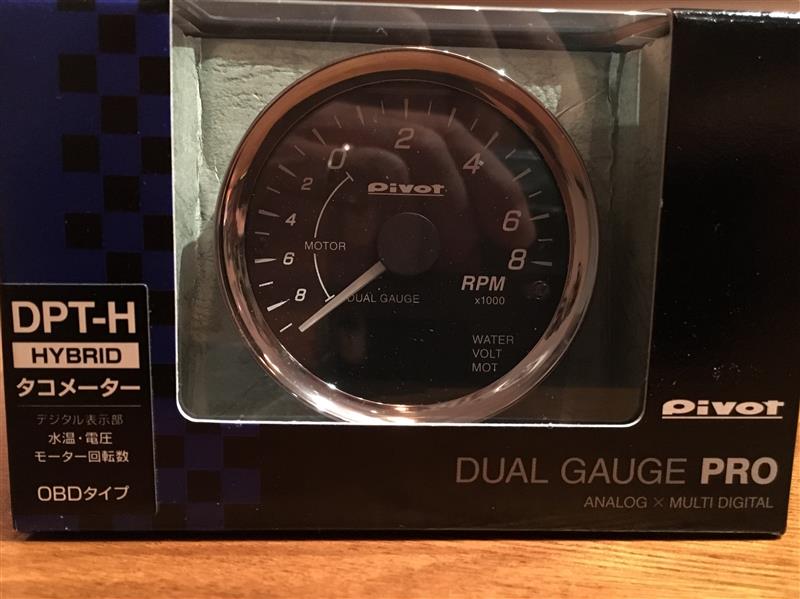 0
2
4
6
8
2
4
6
8
Pivot
MOTOR
DUAL GAUGE
RPM
x1000
WATER
VOLT
MOT
DPT-H
HYBRID
タコメーター
デジタル表示部
水温・電圧
モーター回転数
OBDタイプ
Pivot
DUAL GAUGE PRO
ANALOG × MULTI DIGITAL